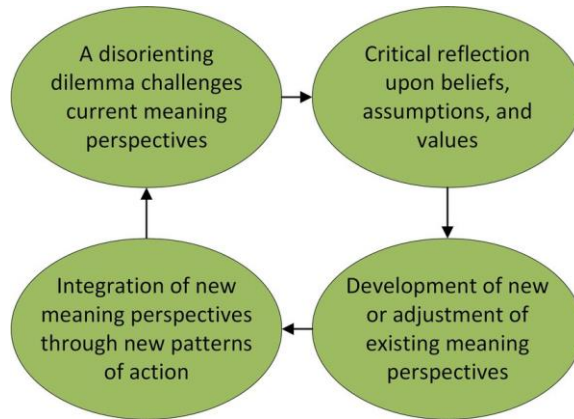 A disorienting
dilemma challenges
current meaning
perspectives
Critical reflection
upon beliefs,
assumptions, and
values
Development of new
or adjustment of
existing meaning
perspectives
Integration of new
meaning perspectives
through new patterns
of action